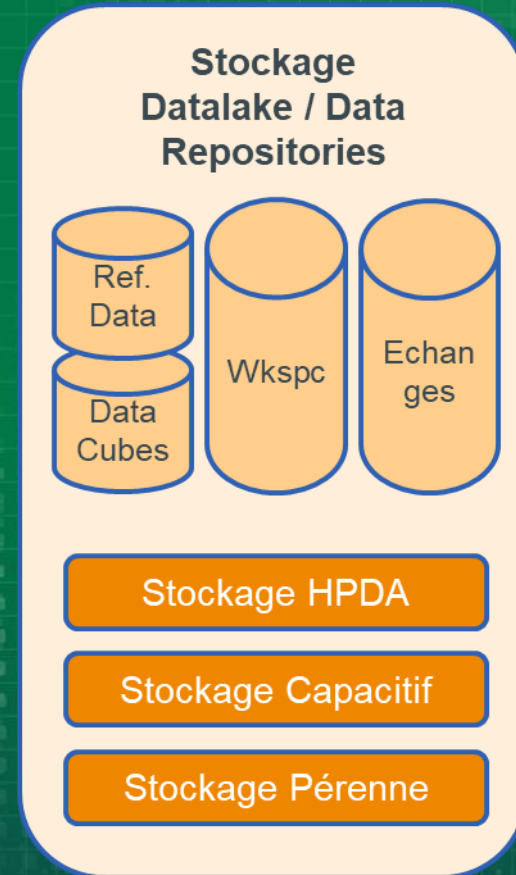 Stockage
Datalake / Data
Repositories
Ref.
Data
Data
Cubes
Wkspc
Echan
ges
Stockage HPDA
Stockage Capacitif
Stockage Pérenne